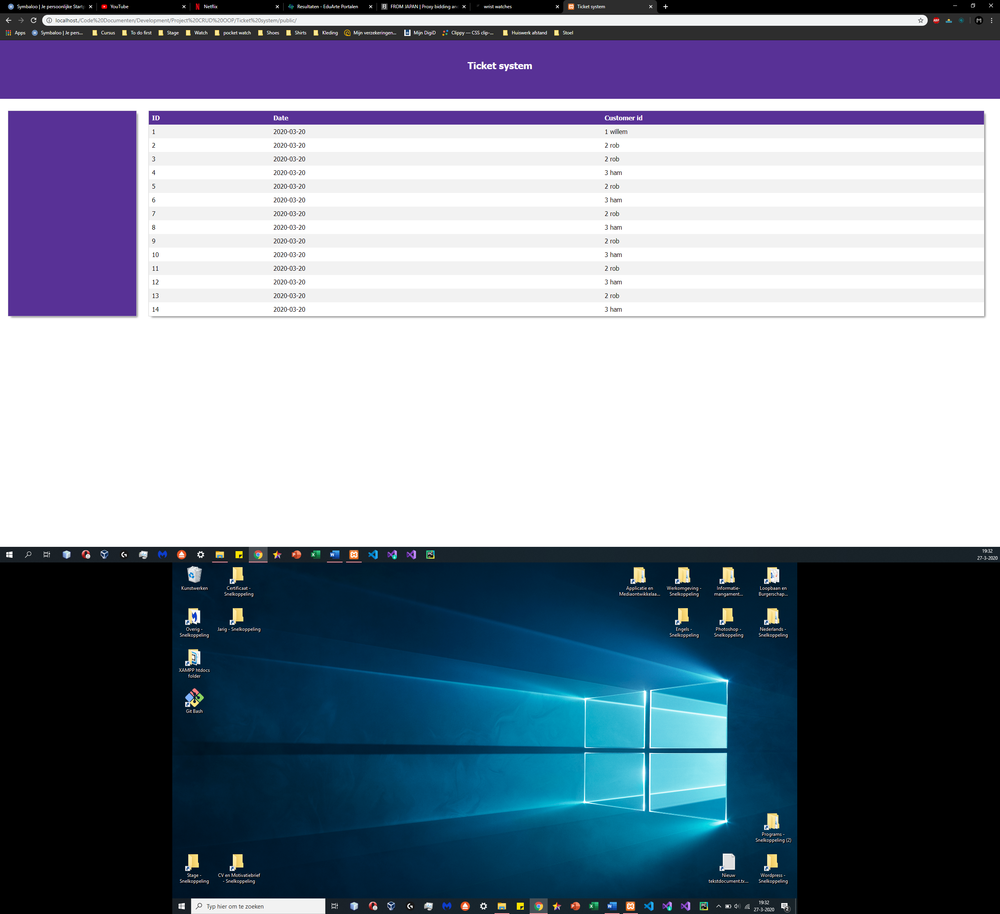 Symbaloo | Je persoonlijke Startp
YouTube
Netflix
Resultaten - EduArte Portalen
FROM JAPAN | Proxy bidding and
wrist watches
Ticket system
localhost./Code%20Documenten/Development/Project%20CRUD%20OOP/Ticket%20system/public/
ABP
M
Apps
Symbaloo | Je pers...
Cursus
To do first
Stage
Watch
pocket watch
Shoes
Shirts
Kleding
Mijn verzekeringen...
Mijn DigiD
Clippy — CSS clip-...
Huiswerk afstand
Stoel
Ticket system
ID Date Customer id
1 2020-03-20 1 willem
2 2020-03-20 2 rob
3 2020-03-20 2 rob
4 2020-03-20 3 ham
5 2020-03-20 2 rob
6 2020-03-20 3 ham
7 2020-03-20 2 rob
8 2020-03-20 3 ham
9 2020-03-20 2 rob
10 2020-03-20 3 ham
11 2020-03-20 2 rob
12 2020-03-20 3 ham
13 2020-03-20 2 rob
14 2020-03-20 3 ham
19:32
27-3-2020
Kunstwerken
Certificaat -
Snelkoppeling
Applicatie en
Mediaontwikkelaa...
Werkomgeving -
Snelkoppeling
Informatie-
mangament...
Loopbaan en
Burgerschap...
Overig -
Snelkoppeling
Jarig - Snelkoppeling
Engels -
Snelkoppeling
Photoshop -
Snelkoppeling
Nederlands -
Snelkoppeling
XAMPP htdocs
folder
Git Bash
Programs -
Snelkoppeling (2)
Stage -
Snelkoppeling
CV en Motivatiebrief
- Snelkoppeling
Nieuw
tekstdocument.tx...
Wordpress -
Snelkoppeling
Typ hier om te zoeken
19:32
27-3-2020
2